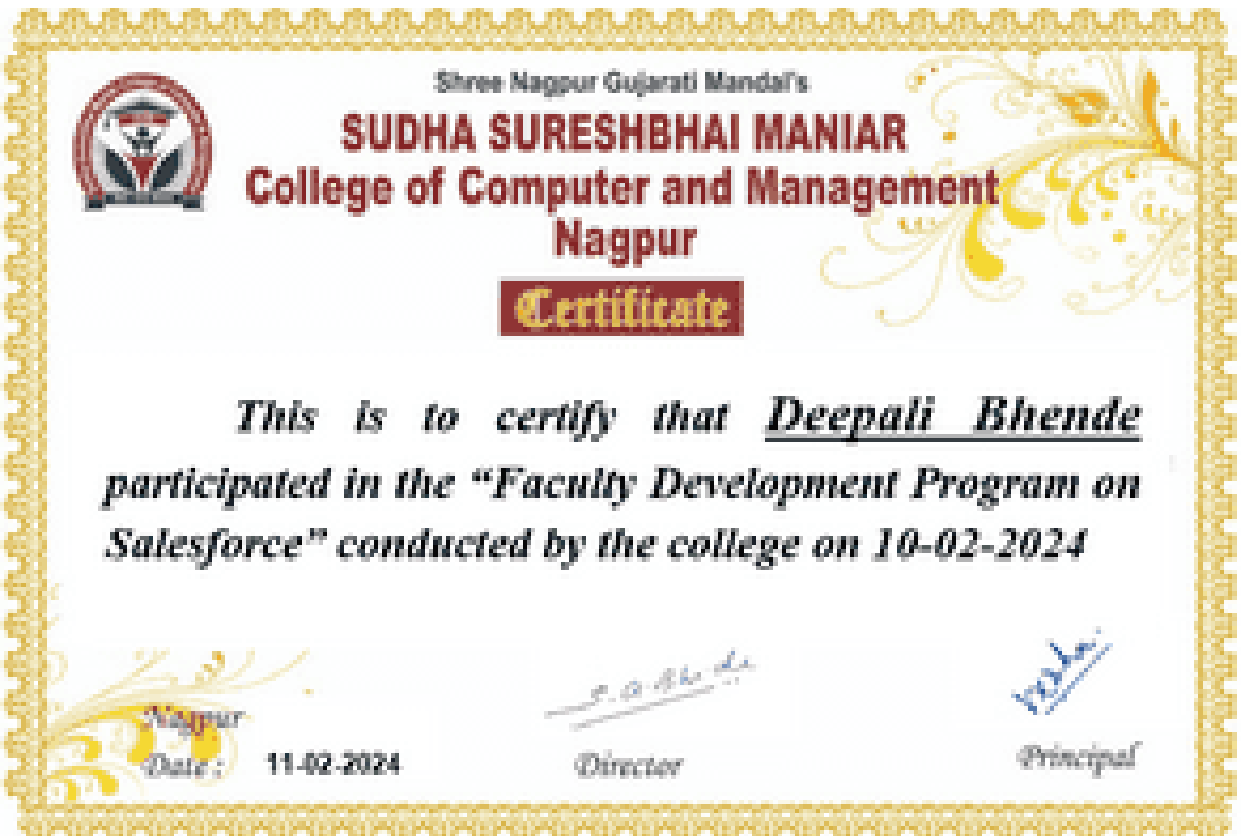 Shree Nagpur Gujarati Mandal's
SUDHA SURESHBHAI MANIAR
College of Computer and Management
Nagpur
Certificate
This is to certify that Deepali Bhende
participated in the “Faculty Development Program on
Salesforce” conducted by the college on 10-02-2024
Nagpur
Date : 11-02-2024
Director
Principal